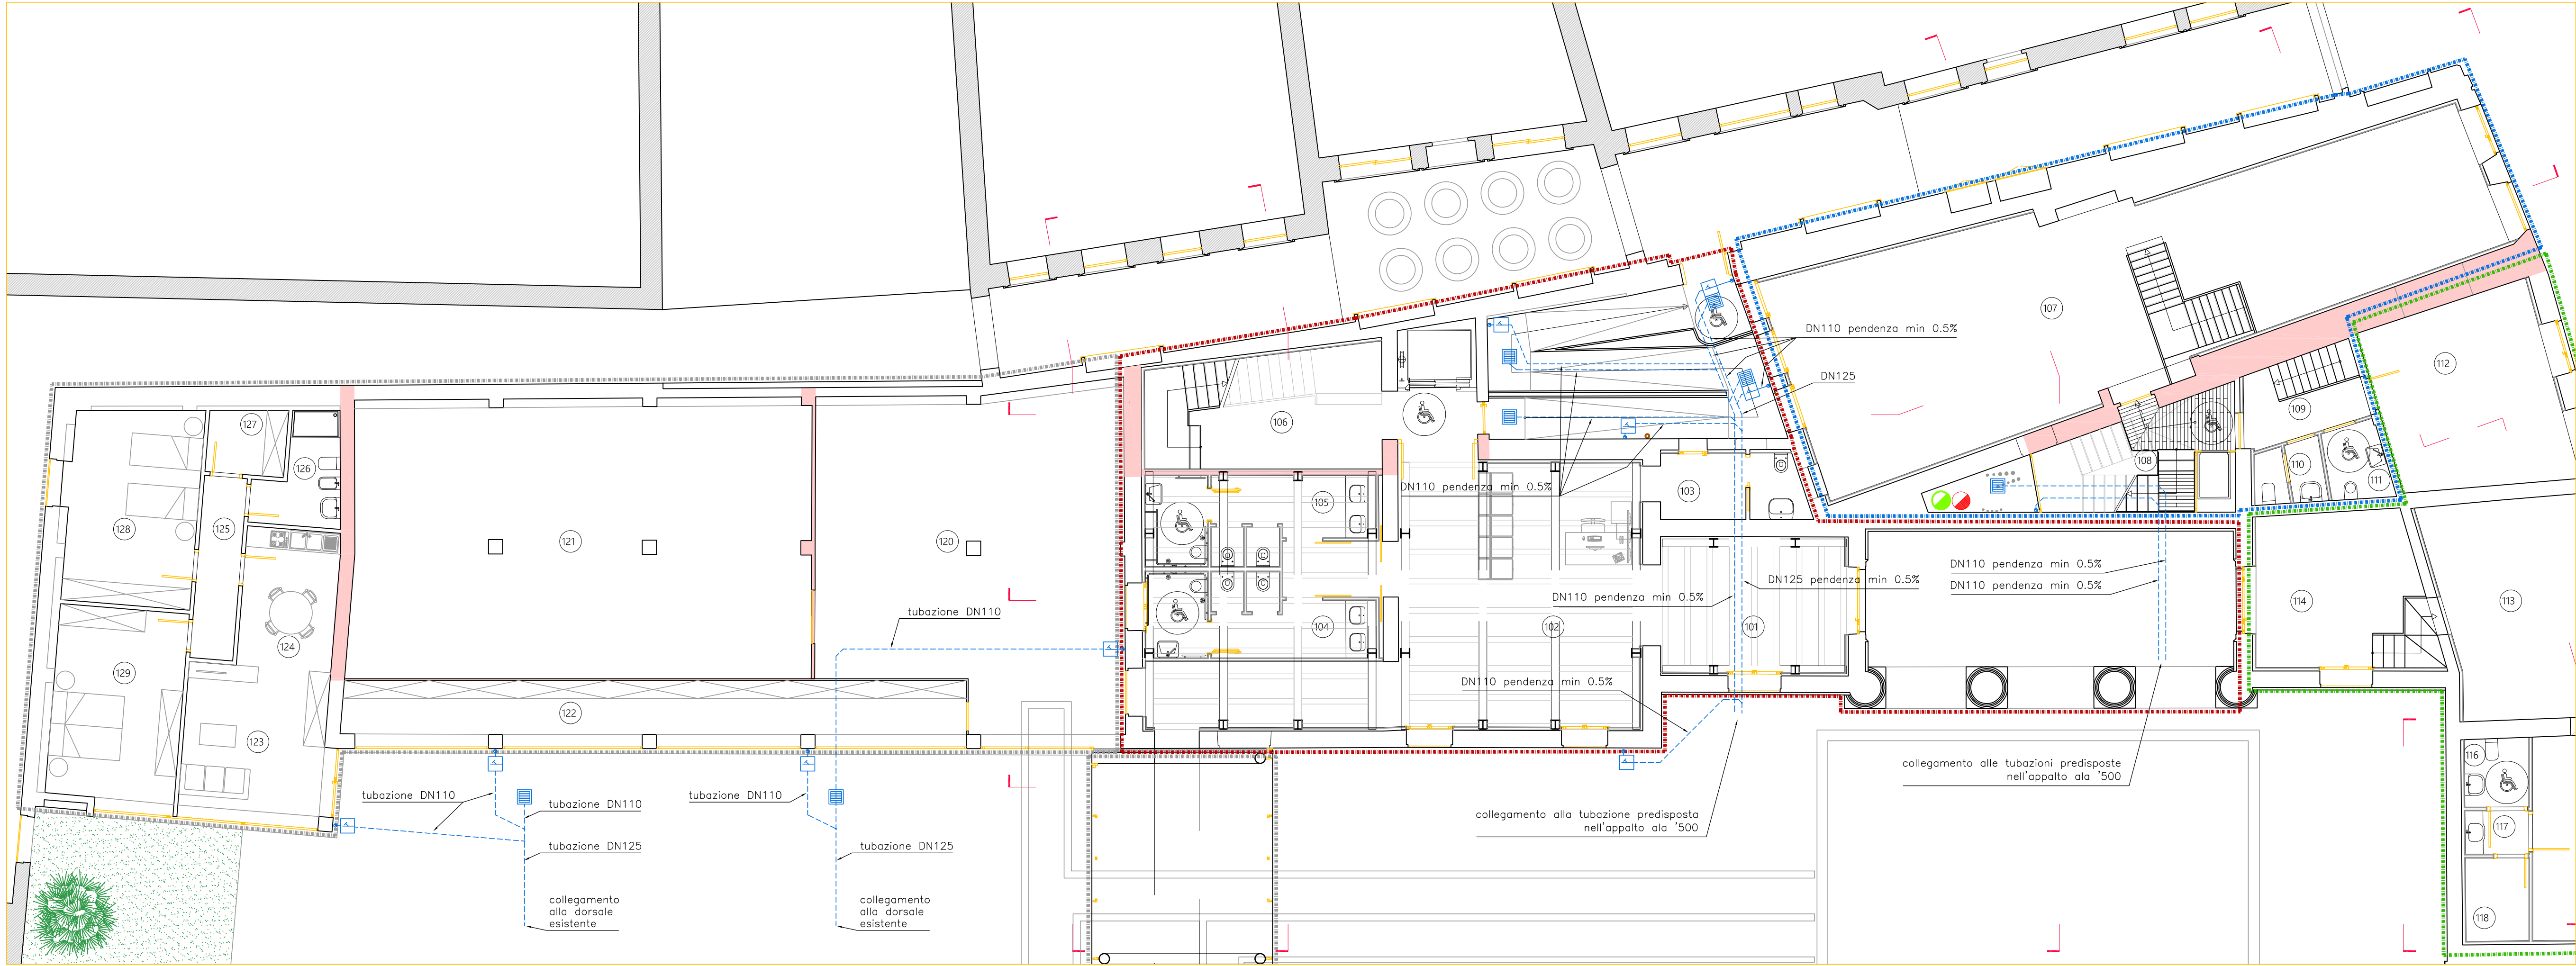 DN110 pendenza min 0.5%
107
DN125
112
109
127
106
108
110
111
126
DN110 pendenza min 0.5%
103
105
128
125
121
120
DN110 pendenza min 0.5%
DN110 pendenza min 0.5%
DN125 pendenza min 0.5%
DN110 pendenza min 0.5%
114
113
tubazione DN110
104
102
101
124
129
DN110 pendenza min 0.5%
122
123
116
collegamento alle tubazioni predisposte
nell'appalto ala '500
tubazione DN110
tubazione DN110
tubazione DN110
collegamento alla tubazione predisposta
nell'appalto ala '500
117
tubazione DN125
tubazione DN125
collegamento
alla dorsale
esistente
collegamento
alla dorsale
esistente
118